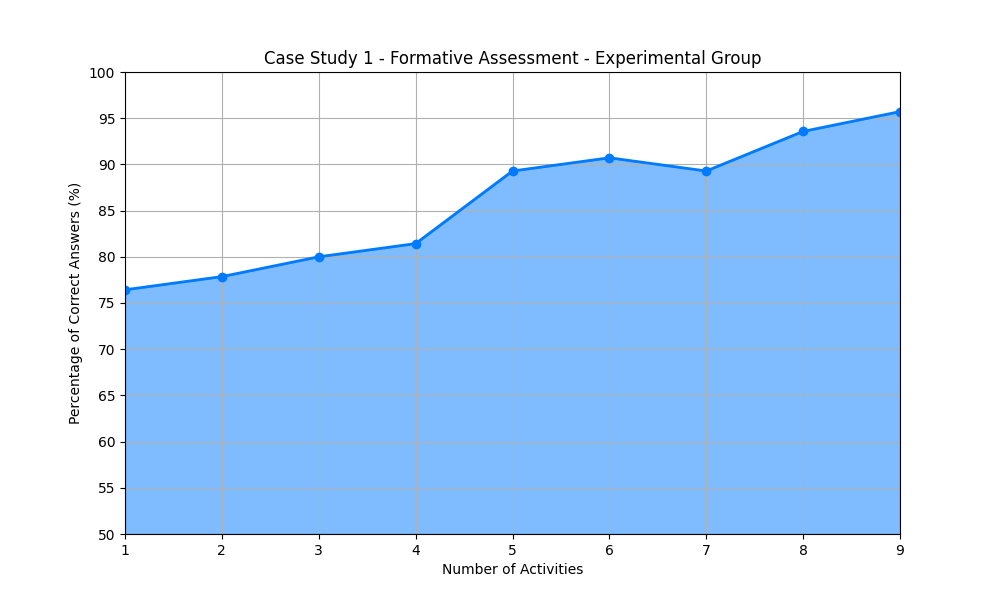 Case Study 1 - Formative Assessment - Experimental Group
Percentage of Correct Answers (%)
100
95
90
85
80
75
70
65
60
55
50
1 2 3 4 5 6 7 8 9
Number of Activities